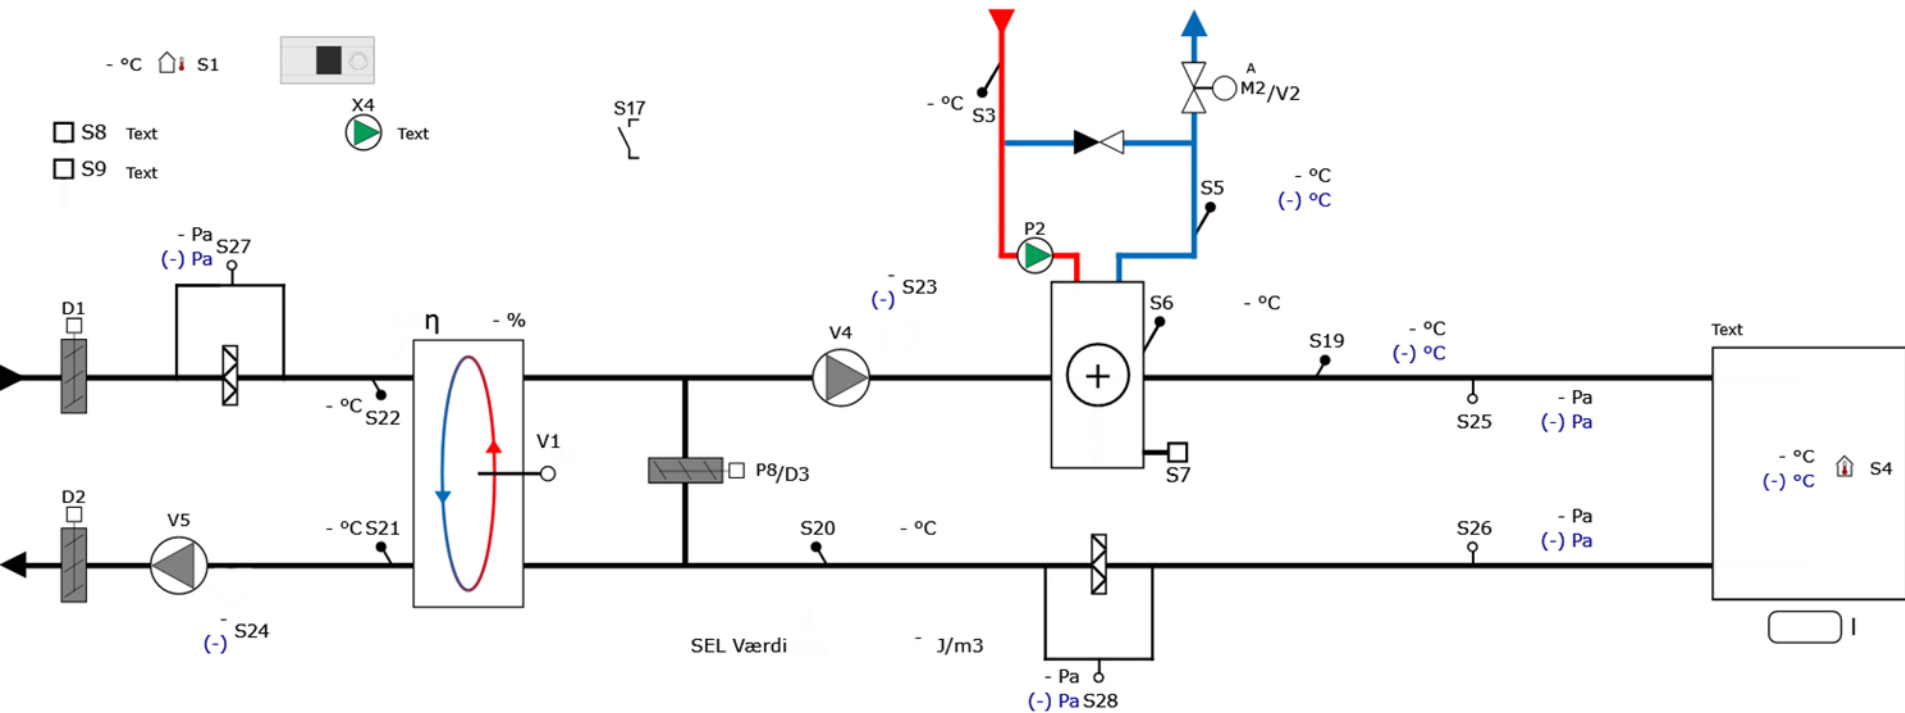 - °C S1
X4
S8 Text
Text
S9 Text
S17
- °C S3
A
M2/V2
- °C
S5
(-) °C
P2
- Pa
S27
(-) Pa
-
S23
(-)
S6
- °C
D1
η - %
V4
S19
- °C
(-) °C
Text
- °C
S22
- Pa
S25
(-) Pa
V1
P8/D3
S7
- °C
S4
(-) °C
D2
V5
- °C S21
S20
- °C
S26
- Pa
(-) Pa
-
S24
(-)
SEL Værdi - J/m3
I
- Pa
(-) Pa S28